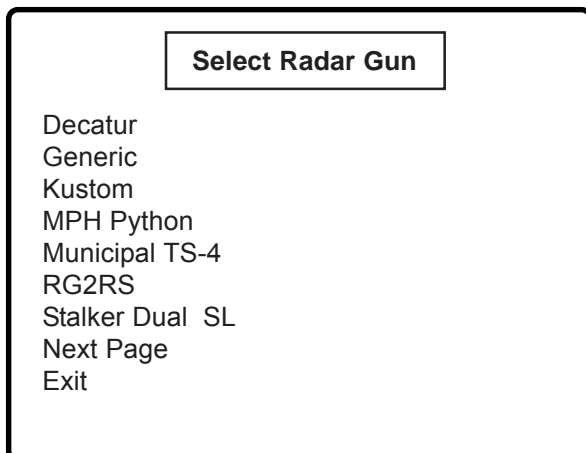 Select Radar Gun
Decatur
Generic
Kustom
MPH Python
Municipal TS-4
RG2RS
Stalker Dual  SL
Next Page
Exit